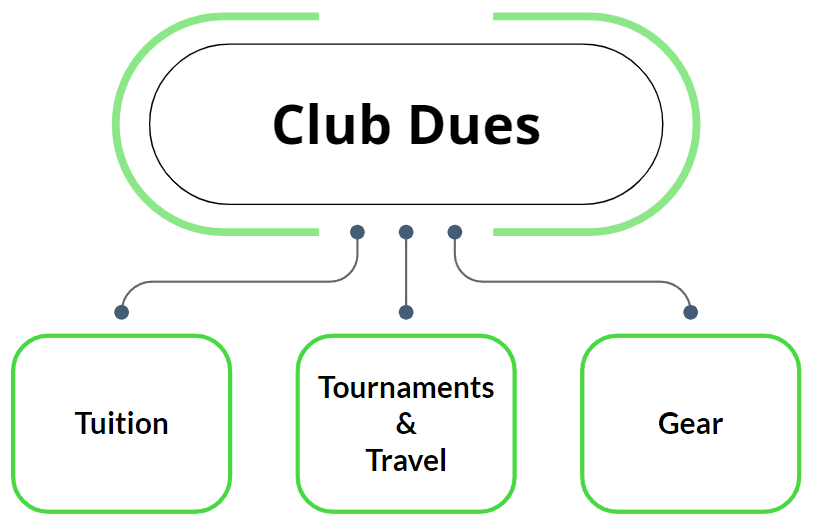 Club Dues
Tuition
Tournaments
&
Travel
Gear